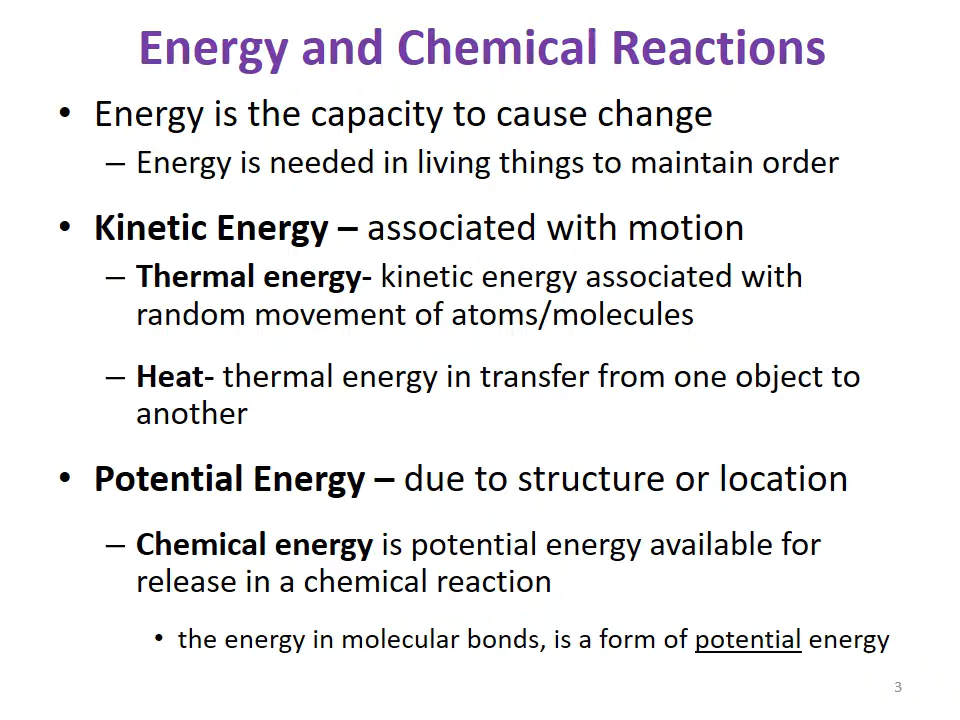 Energy and Chemical Reactions
• Energy is the capacity to cause change
– Energy is needed in living things to maintain order
• Kinetic Energy – associated with motion
– Thermal energy- kinetic energy associated with
random movement of atoms/molecules
– Heat- thermal energy in transfer from one object to
another
• Potential Energy – due to structure or location
– Chemical energy is potential energy available for
release in a chemical reaction
• the energy in molecular bonds, is a form of potential energy
3